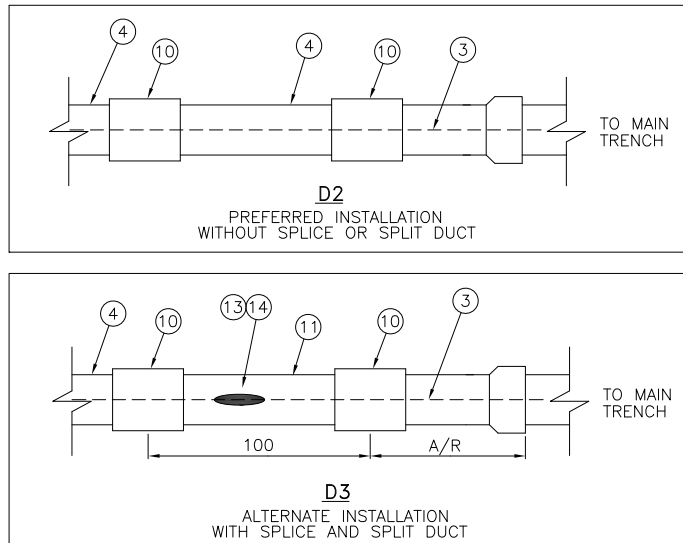 4
10
4
10
3
TO MAIN
TRENCH
D2
PREFERRED INSTALLATION
WITHOUT SPLICE OR SPLIT DUCT
4
10
13 14
11
10
3
TO MAIN
TRENCH
100
A/R
D3
ALTERNATE INSTALLATION
WITH SPLICE AND SPLIT DUCT